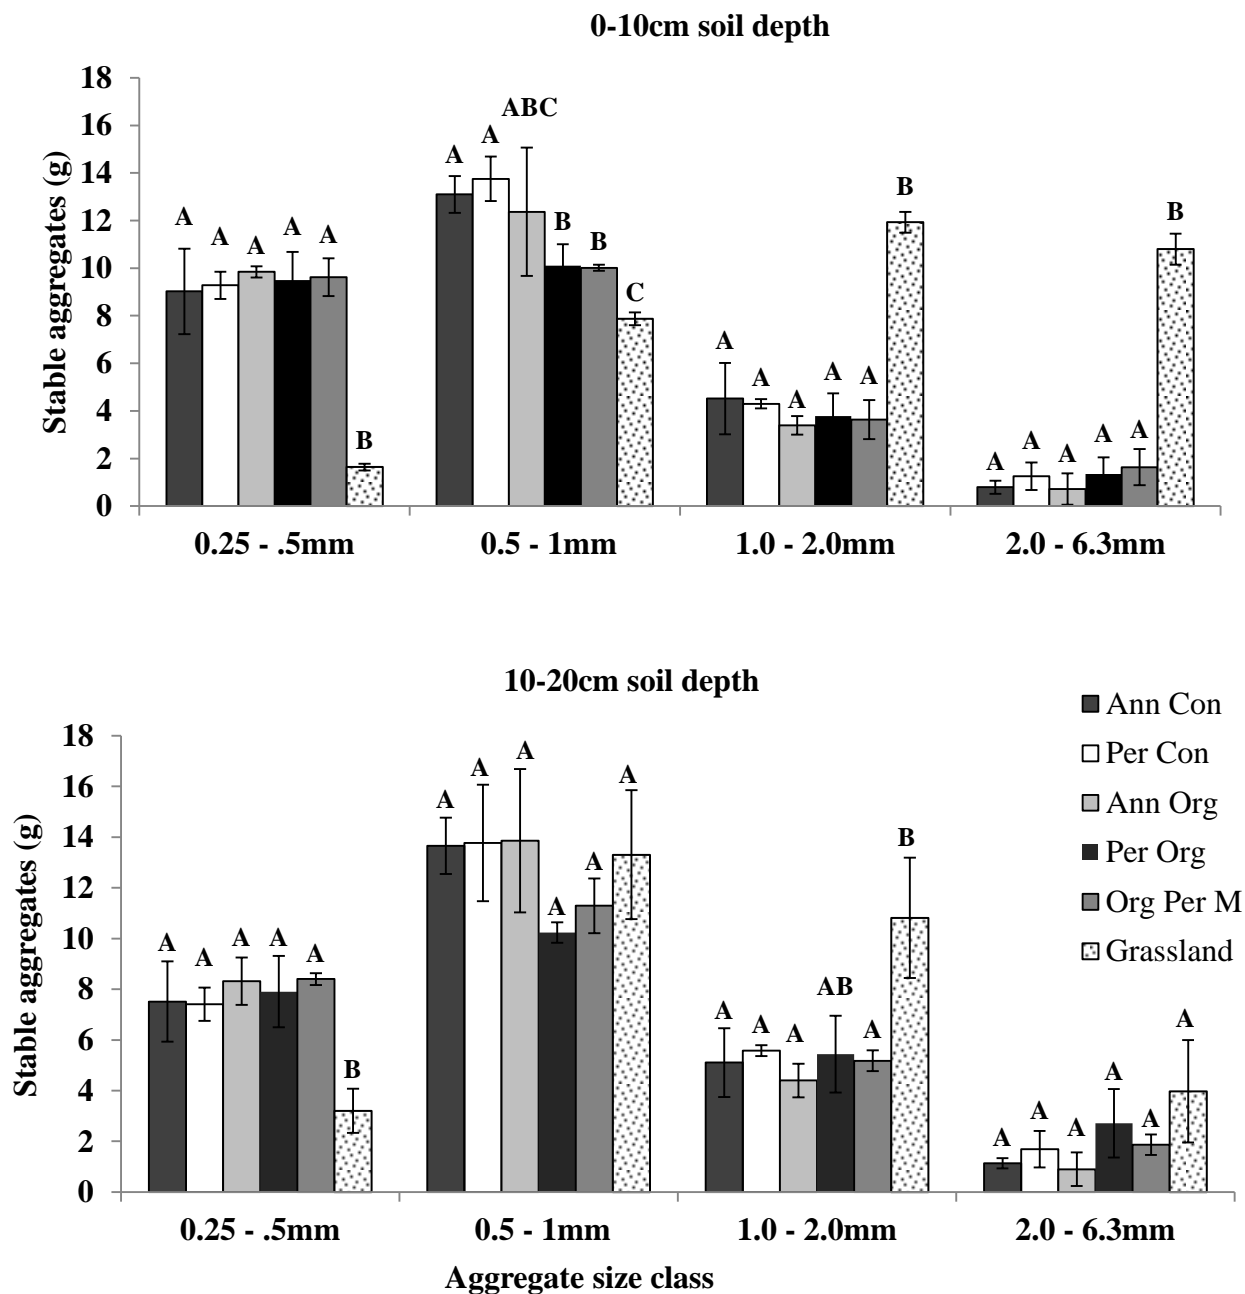 0-10cm soil depth
Stable aggregates (g)
18
16
14
12
10
8
6
4
2
0
A A A A A B
A A ABC B B C
A A A A A B
A A A A A B
0.25 - .5mm 0.5 - 1mm 1.0 - 2.0mm 2.0 - 6.3mm
10-20cm soil depth
Stable aggregates (g)
18
16
14
12
10
8
6
4
2
0
A A A A A B
A A A A A A
A A A AB A B
A A A A A A
0.25 - .5mm 0.5 - 1mm 1.0 - 2.0mm 2.0 - 6.3mm
Aggregate size class
Ann Con
Per Con
Ann Org
Per Org
Org Per M
Grassland